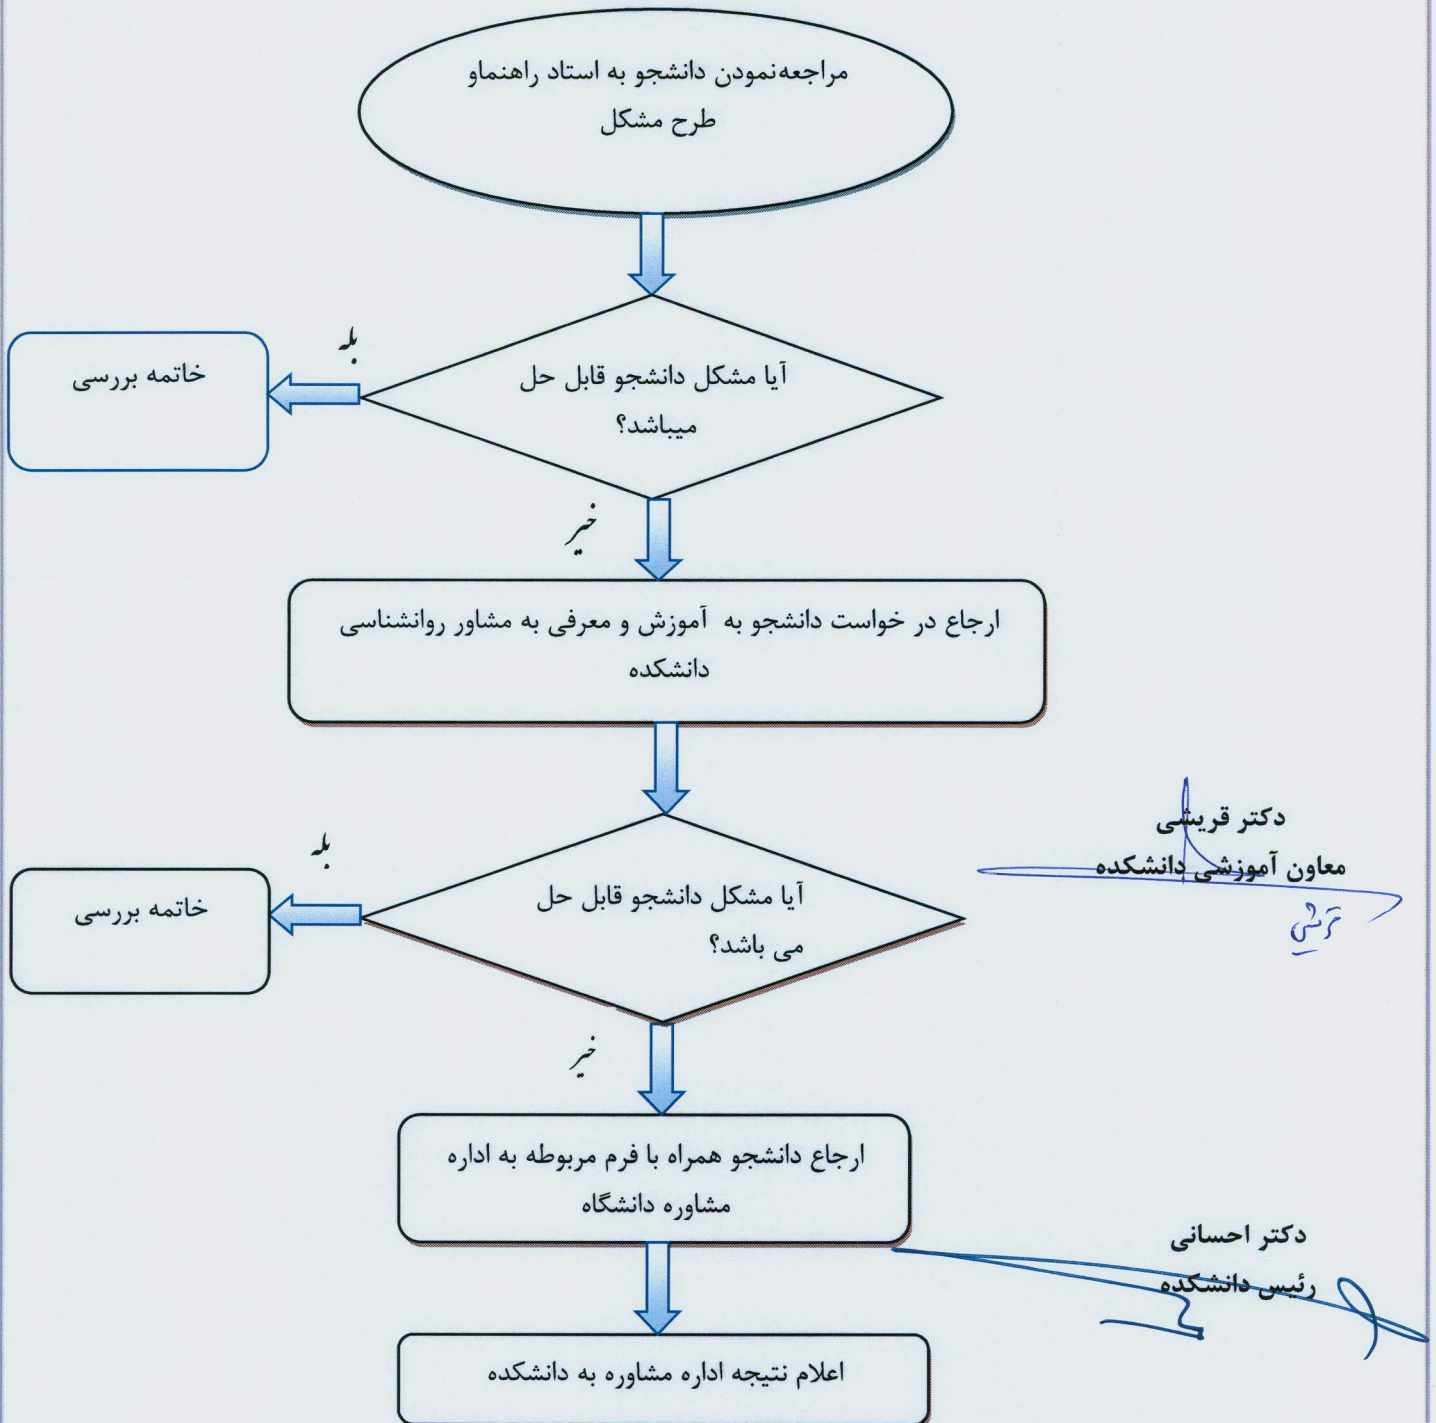 مراجعه‌نمودن دانشجو به استاد راهنماو
طرح مشکل
آیا مشکل دانشجو قابل حل
میباشد؟
بله
خاتمه بررسی
خیر
ارجاع در خواست دانشجو به آموزش و معرفی به مشاور روانشناسی
دانشکده
آیا مشکل دانشجو قابل حل
می باشد؟
بله
خاتمه بررسی
دکتر قریشی
معاون آموزشی دانشکده
قریشی
خیر
ارجاع دانشجو همراه با فرم مربوطه به اداره
مشاوره دانشگاه
دکتر احسانی
رئیس دانشکده
اعلام نتیجه اداره مشاوره به دانشکده